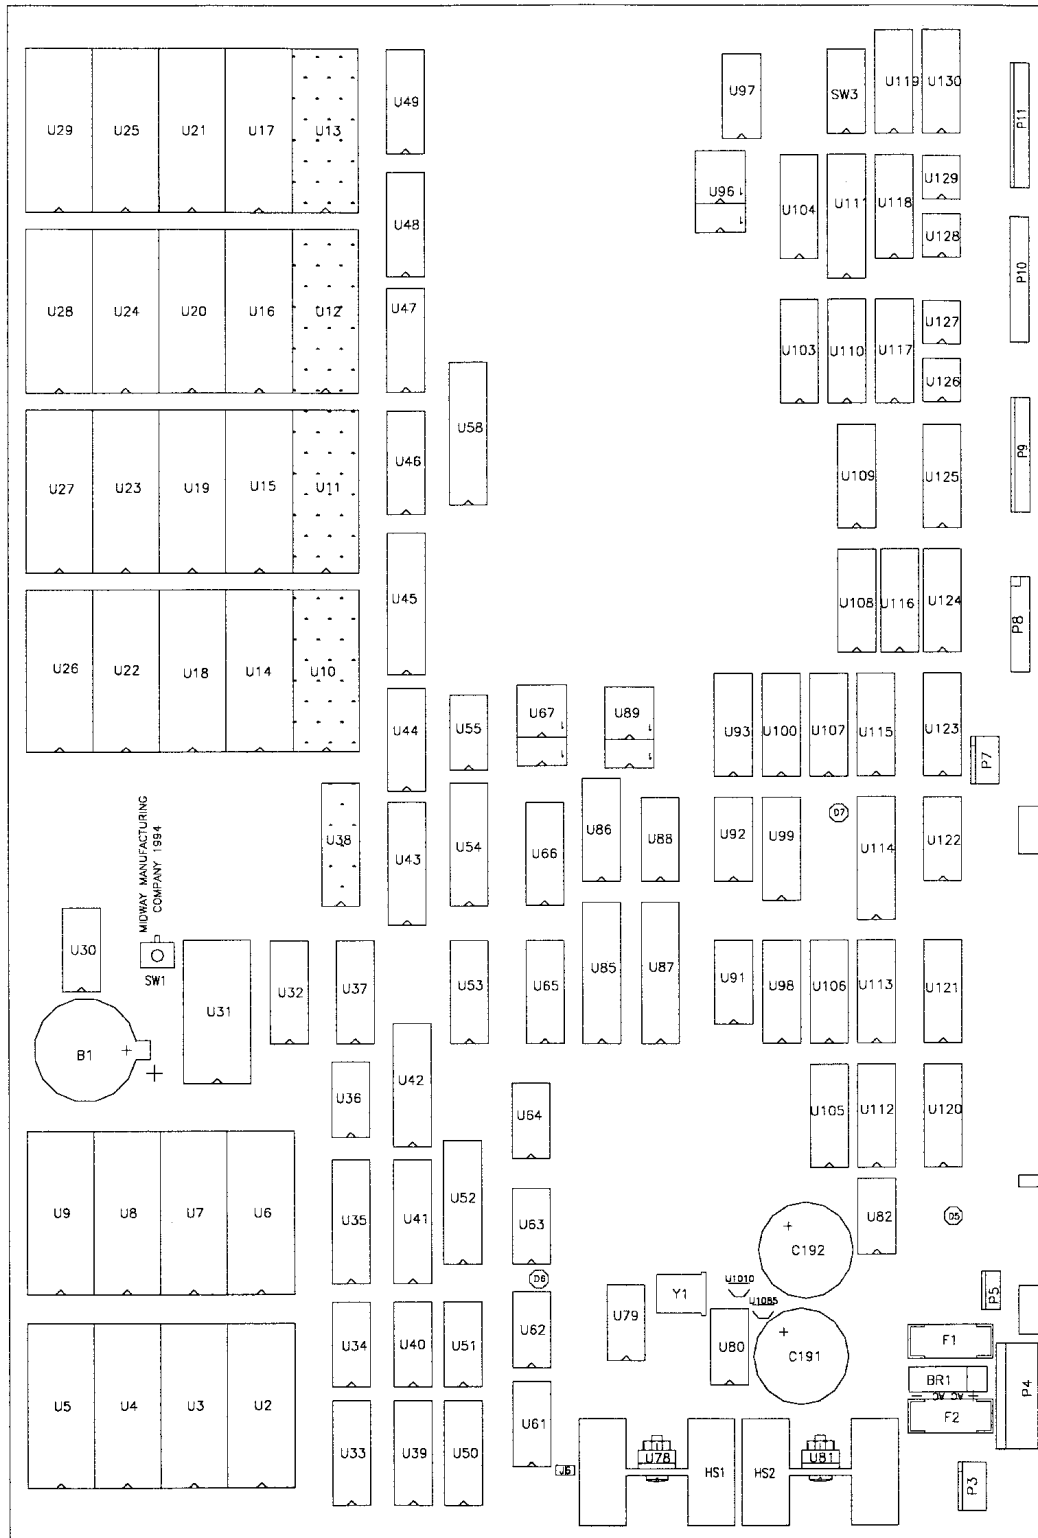 U29 U25 U21 U17 U13 U49 U97 SW3 U119 U130 P11
U48 U96 U104 U111 U118 U129
U128
U28 U24 U20 U16 U12 U47 U103 U110 U117 U127 P10
U126
U58
U27 U23 U19 U15 U11 U46 U109 U125 P9
U45 U108 U116 U124 P8
U26 U22 U18 U14 U10 U44 U55 U67 U89 U93 U100 U107 U115 U123 P7
MIDWAY MANUFACTURING
COMPANY 1994
U38 U43 U54 U66 U86 U88 U92 U99 D7 U114 U122
U30 SW1 U31 U32 U37 U53 U65 U85 U87 U91 U98 U106 U113 U121
B1 + +
U36 U42 U64 U105 U112 U120
U9 U8 U7 U6 U35 U41 U52 U63 + C192 U82 D5
D6 U79 Y1 U1010 U1085 P5
U5 U4 U3 U2 U34 U40 U51 U62 U80 + C191 F1
BR1 P4
- AC AC +
F2
U33 U39 U50 U61 J6 U78 HS1 HS2 U81 P3